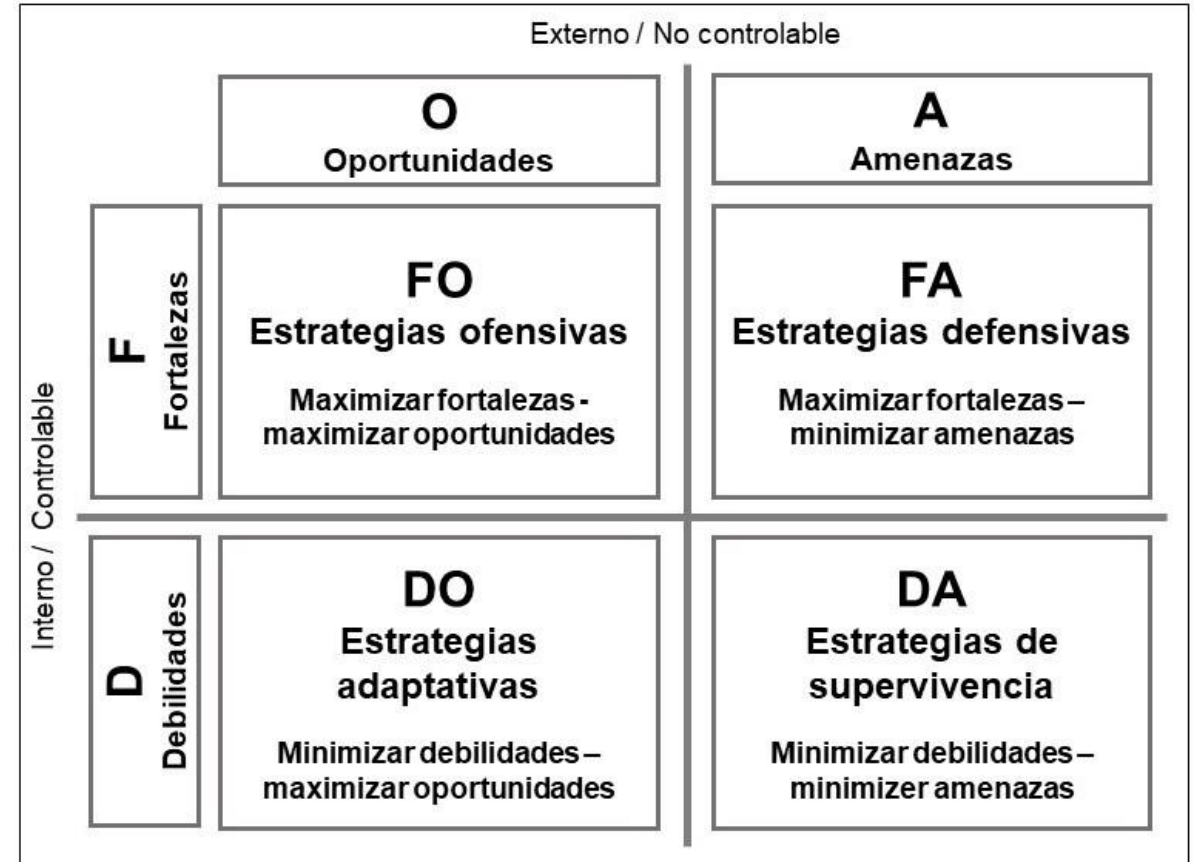 Externo / No controlable
O
Oportunidades
A
Amenazas
Interno / Controlable
F
Fortalezas
FO
Estrategias ofensivas
Maximizar fortalezas -
maximizar oportunidades
FA
Estrategias defensivas
Maximizar fortalezas –
minimizar amenazas
D
Debilidades
DO
Estrategias
adaptativas
Minimizar debilidades –
maximizar oportunidades
DA
Estrategias de
supervivencia
Minimizar debilidades –
minimizer amenazas